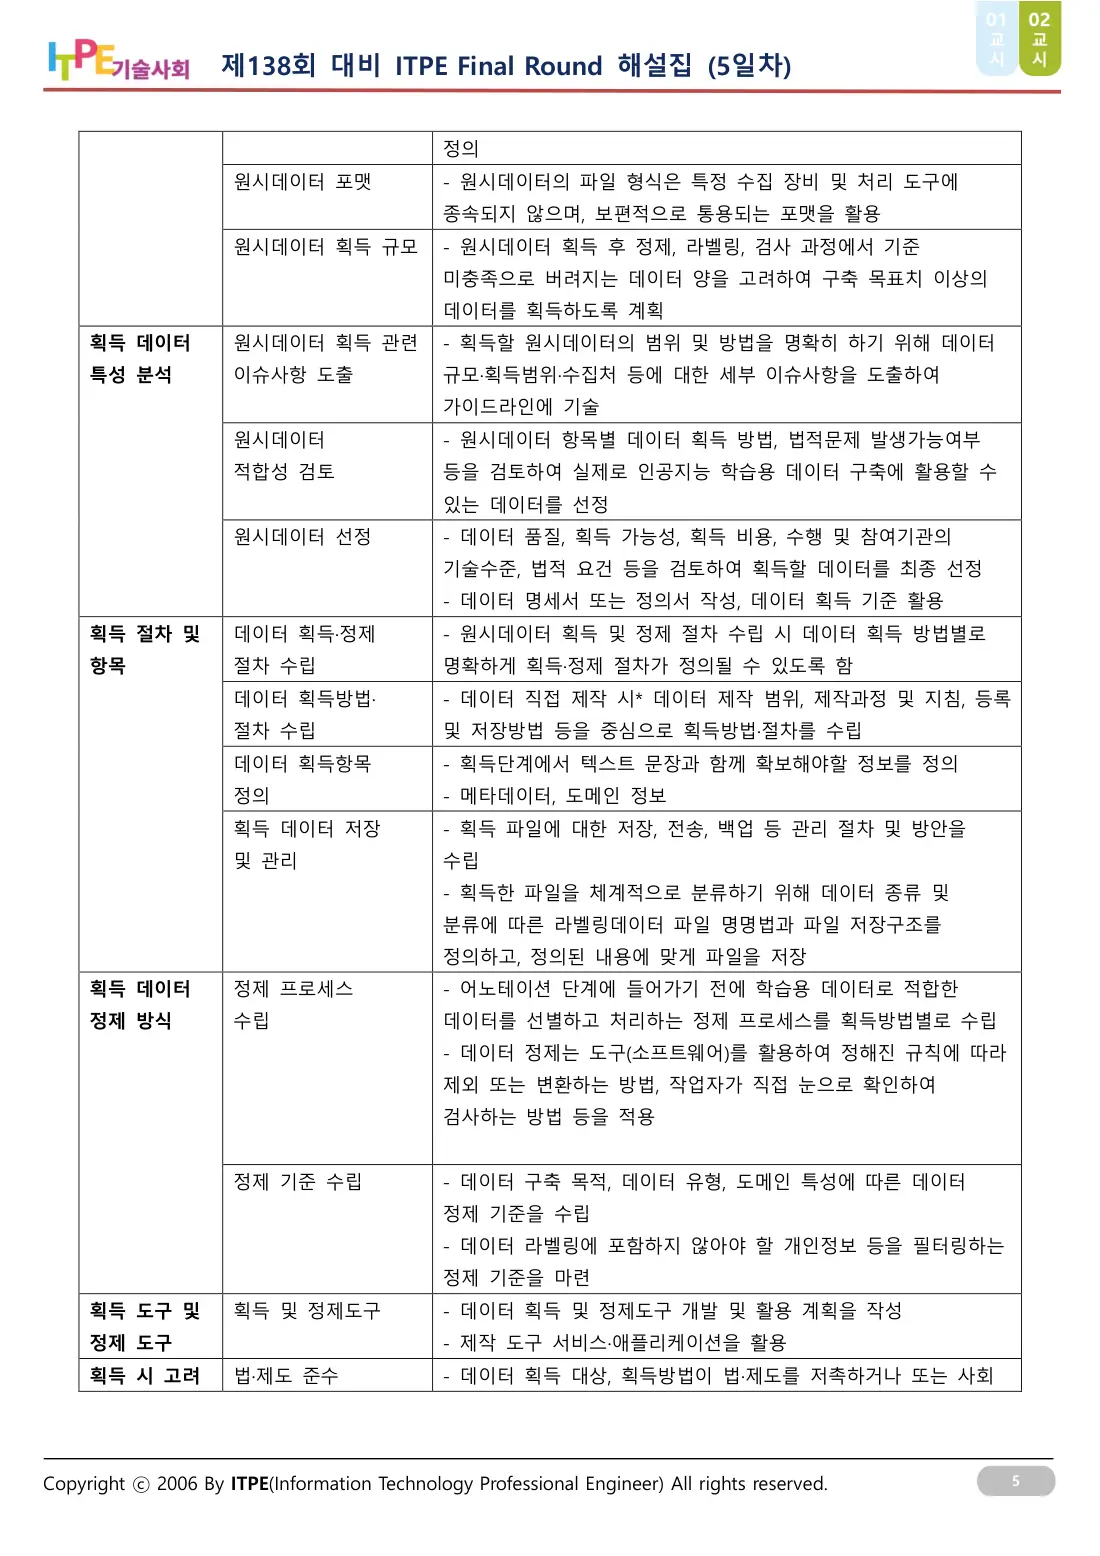 ITPE기술사회 제138회 대비 ITPE Final Round 해설집 (5일차)
01 교시
02 교시
정의
원시데이터 포맷
- 원시데이터의 파일 형식은 특정 수집 장비 및 처리 도구에
종속되지 않으며, 보편적으로 통용되는 포맷을 활용
원시데이터 획득 규모
- 원시데이터 획득 후 정제, 라벨링, 검사 과정에서 기준
미충족으로 버려지는 데이터 양을 고려하여 구축 목표치 이상의
데이터를 획득하도록 계획
획득 데이터
특성 분석
원시데이터 획득 관련
이슈사항 도출
- 획득할 원시데이터의 범위 및 방법을 명확히 하기 위해 데이터
규모·획득범위·수집처 등에 대한 세부 이슈사항을 도출하여
가이드라인에 기술
원시데이터
적합성 검토
- 원시데이터 항목별 데이터 획득 방법, 법적문제 발생가능여부
등을 검토하여 실제로 인공지능 학습용 데이터 구축에 활용할 수
있는 데이터를 선정
원시데이터 선정
- 데이터 품질, 획득 가능성, 획득 비용, 수행 및 참여기관의
기술수준, 법적 요건 등을 검토하여 획득할 데이터를 최종 선정
- 데이터 명세서 또는 정의서 작성, 데이터 획득 기준 활용
획득 절차 및
항목
데이터 획득·정제
절차 수립
- 원시데이터 획득 및 정제 절차 수립 시 데이터 획득 방법별로
명확하게 획득·정제 절차가 정의될 수 있도록 함
데이터 획득방법·
절차 수립
- 데이터 직접 제작 시* 데이터 제작 범위, 제작과정 및 지침, 등록
및 저장방법 등을 중심으로 획득방법·절차를 수립
데이터 획득항목
정의
- 획득단계에서 텍스트 문장과 함께 확보해야할 정보를 정의
- 메타데이터, 도메인 정보
획득 데이터 저장
및 관리
- 획득 파일에 대한 저장, 전송, 백업 등 관리 절차 및 방안을
수립
- 획득한 파일을 체계적으로 분류하기 위해 데이터 종류 및
분류에 따른 라벨링데이터 파일 명명법과 파일 저장구조를
정의하고, 정의된 내용에 맞게 파일을 저장
획득 데이터
정제 방식
정제 프로세스
수립
- 어노테이션 단계에 들어가기 전에 학습용 데이터로 적합한
데이터를 선별하고 처리하는 정제 프로세스를 획득방법별로 수립
- 데이터 정제는 도구(소프트웨어)를 활용하여 정해진 규칙에 따라
제외 또는 변환하는 방법, 작업자가 직접 눈으로 확인하여
검사하는 방법 등을 적용
정제 기준 수립
- 데이터 구축 목적, 데이터 유형, 도메인 특성에 따른 데이터
정제 기준을 수립
- 데이터 라벨링에 포함하지 않아야 할 개인정보 등을 필터링하는
정제 기준을 마련
획득 도구 및
정제 도구
획득 및 정제도구
- 데이터 획득 및 정제도구 개발 및 활용 계획을 작성
- 제작 도구 서비스·애플리케이션을 활용
획득 시 고려
법·제도 준수
- 데이터 획득 대상, 획득방법이 법·제도를 저촉하거나 또는 사회
Copyright ⓒ 2006 By ITPE(Information Technology Professional Engineer) All rights reserved.
5